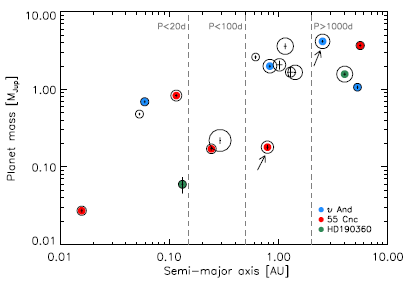 P<20d P<100d P>1000d
10.00
1.00
0.10
0.01
Planet mass [MJup]
0.01 0.10 1.00 10.00
Semi-major axis [AU]
υ And
55 Cnc
HD190360